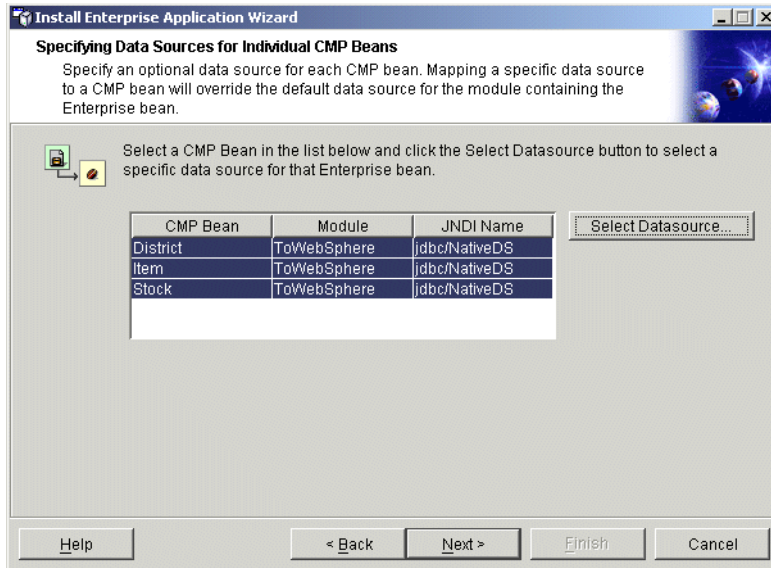 Install Enterprise Application Wizard
Specifying Data Sources for Individual CMP Beans
Specify an optional data source for each CMP bean. Mapping a specific data source
to a CMP bean will override the default data source for the module containing the
Enterprise bean.
Select a CMP Bean in the list below and click the Select Datasource button to select a
specific data source for that Enterprise bean.
CMP Bean Module JNDI Name Select Datasource...
District ToWebSphere jdbc/NativeDS
Item ToWebSphere jdbc/NativeDS
Stock ToWebSphere jdbc/NativeDS
Help < Back Next > Finish Cancel